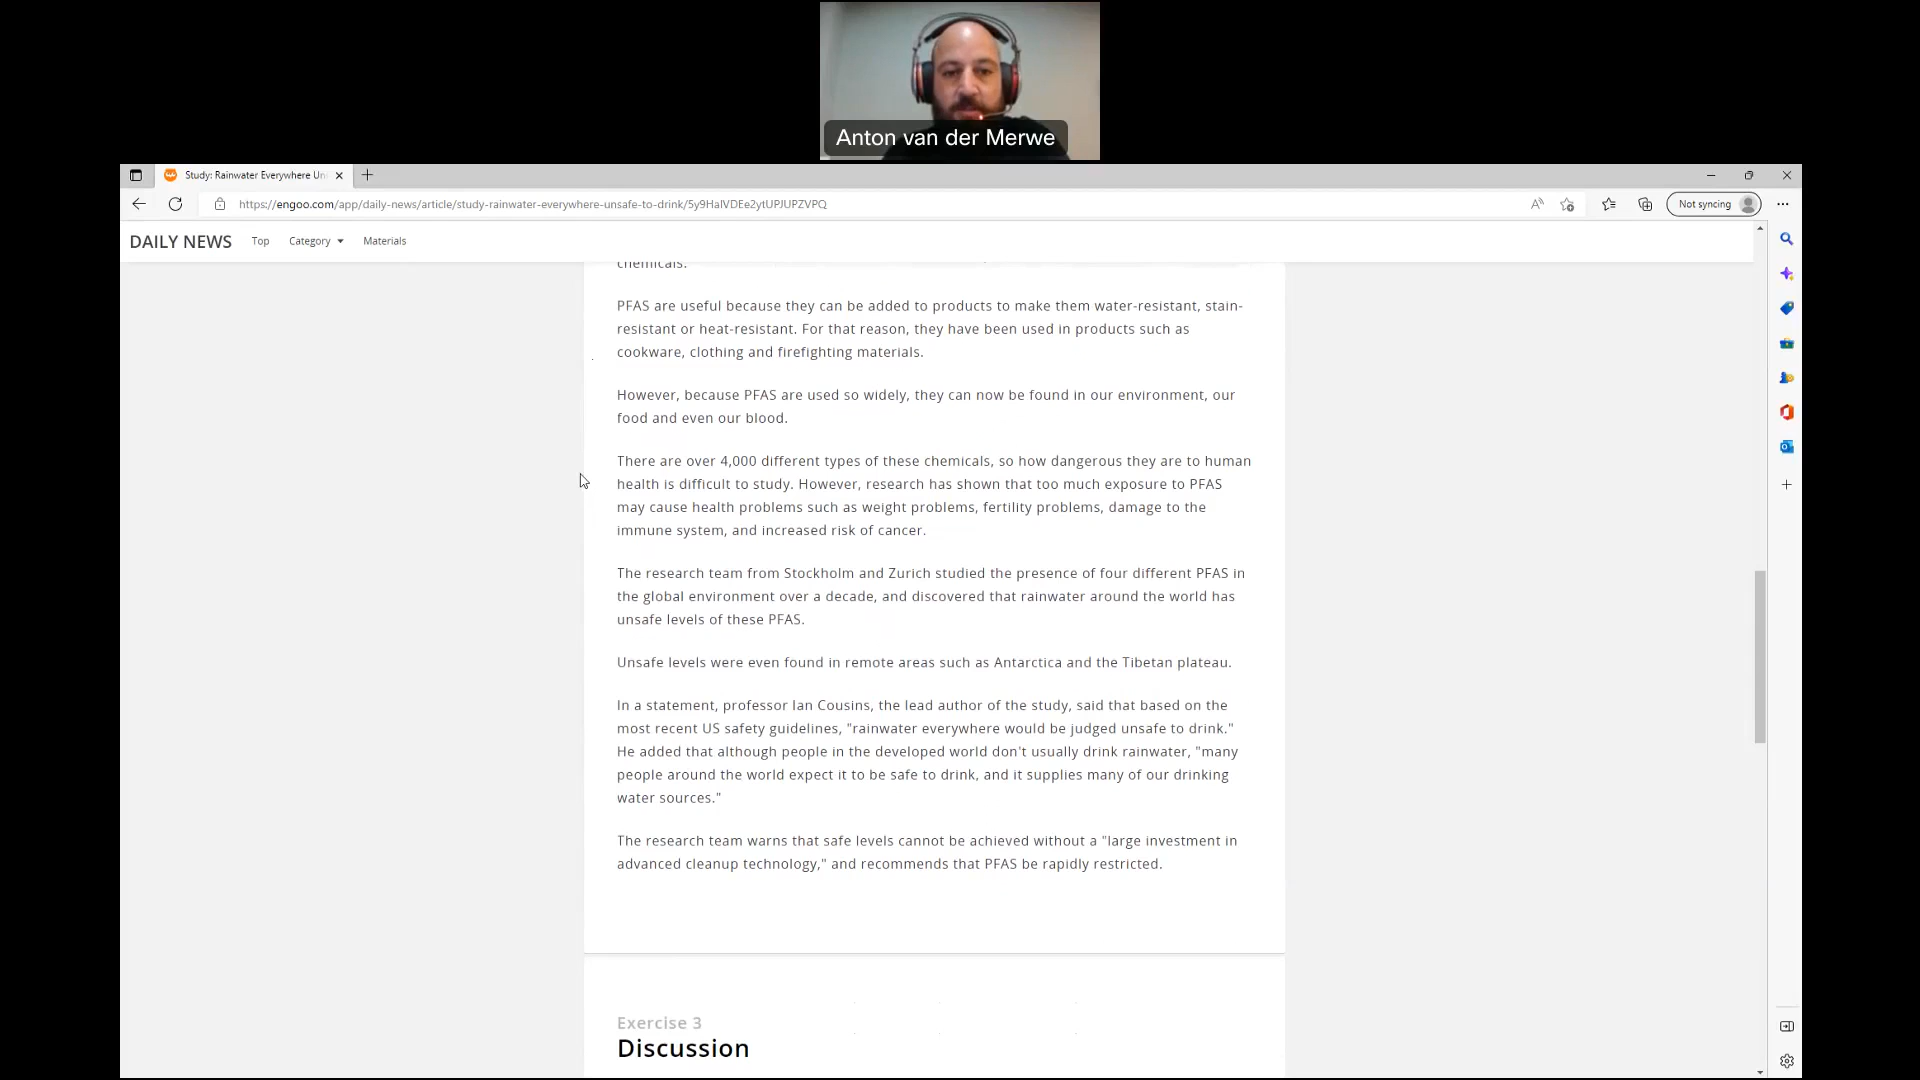 Anton van der Merwe
Study: Rainwater Everywhere Un
https://engoo.com/app/daily-news/article/study-rainwater-everywhere-unsafe-to-drink/5y9HalVDEe2ytUPJUPZVPQ
Not syncing
DAILY NEWS Top Category Materials
chemicals.
PFAS are useful because they can be added to products to make them water-resistant, stain-
resistant or heat-resistant. For that reason, they have been used in products such as
cookware, clothing and firefighting materials.
However, because PFAS are used so widely, they can now be found in our environment, our
food and even our blood.
There are over 4,000 different types of these chemicals, so how dangerous they are to human
health is difficult to study. However, research has shown that too much exposure to PFAS
may cause health problems such as weight problems, fertility problems, damage to the
immune system, and increased risk of cancer.
The research team from Stockholm and Zurich studied the presence of four different PFAS in
the global environment over a decade, and discovered that rainwater around the world has
unsafe levels of these PFAS.
Unsafe levels were even found in remote areas such as Antarctica and the Tibetan plateau.
In a statement, professor Ian Cousins, the lead author of the study, said that based on the
most recent US safety guidelines, "rainwater everywhere would be judged unsafe to drink."
He added that although people in the developed world don't usually drink rainwater, "many
people around the world expect it to be safe to drink, and it supplies many of our drinking
water sources."
The research team warns that safe levels cannot be achieved without a "large investment in
advanced cleanup technology," and recommends that PFAS be rapidly restricted.
Exercise 3
Discussion